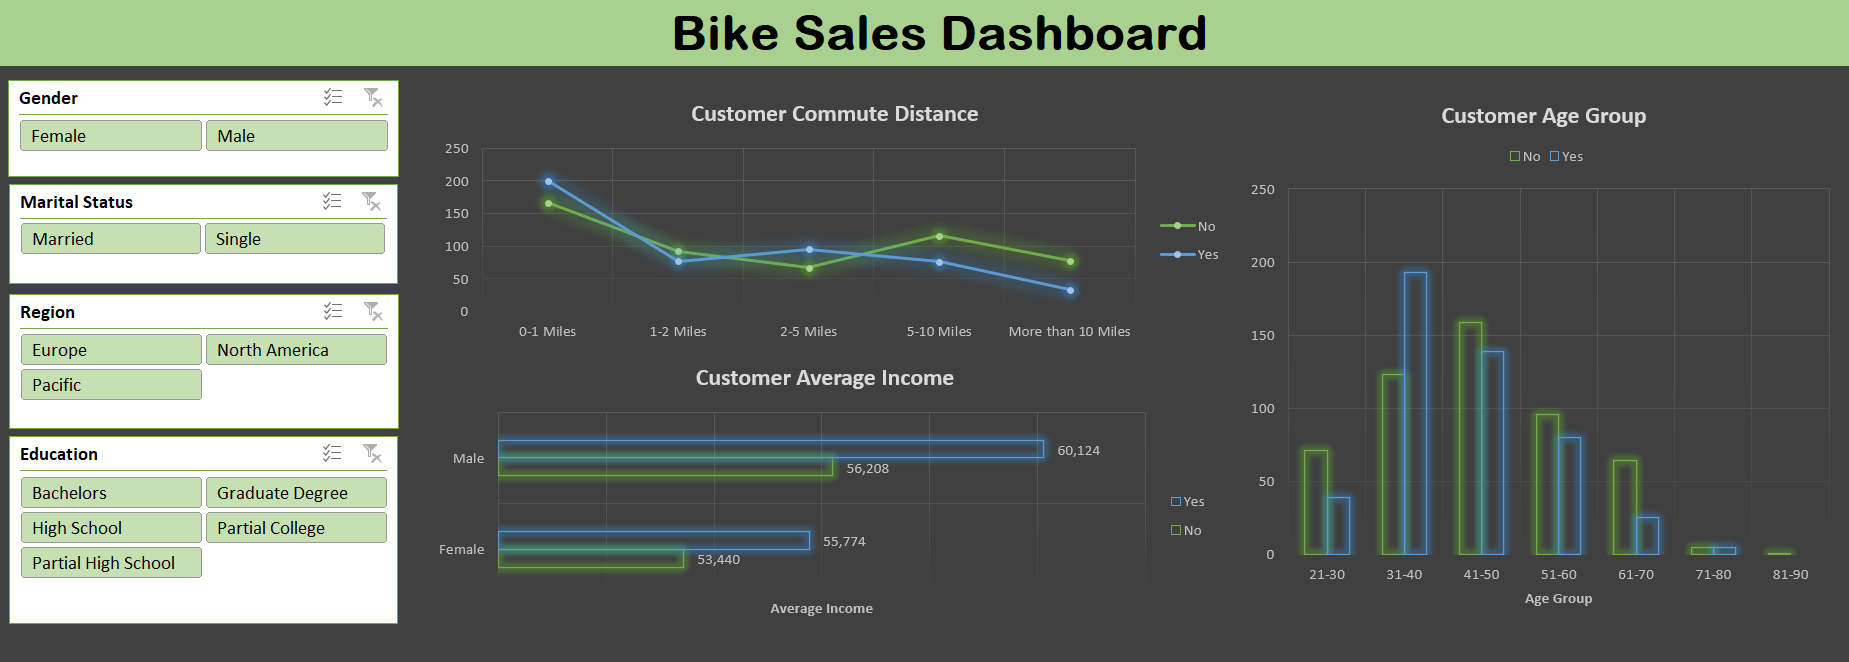 Bike Sales Dashboard
Gender
Female Male
Marital Status
Married Single
Region
Europe North America
Pacific
Education
Bachelors Graduate Degree
High School Partial College
Partial High School
Customer Commute Distance
250
200
150
100
50
0
0-1 Miles 1-2 Miles 2-5 Miles 5-10 Miles More than 10 Miles
No
Yes
Customer Average Income
Male
60,124
56,208
Female
55,774
53,440
Average Income
Yes
No
Customer Age Group
No Yes
250
200
150
100
50
0
21-30 31-40 41-50 51-60 61-70 71-80 81-90
Age Group